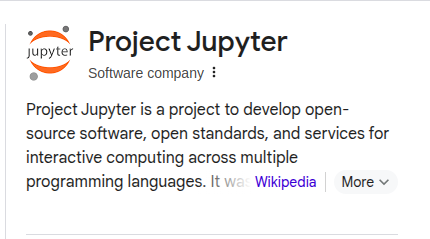 jupyter
Project Jupyter
Software company
Project Jupyter is a project to develop open-
source software, open standards, and services for
interactive computing across multiple
programming languages. It was Wikipedia More